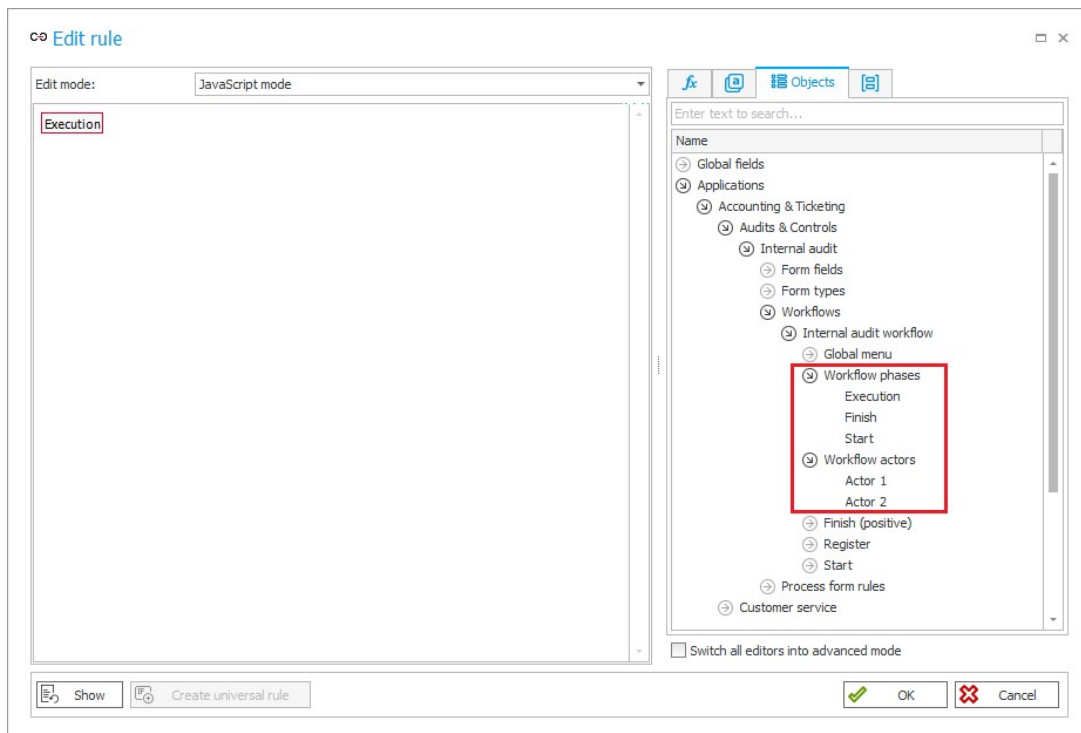 Edit rule
Edit mode: JavaScript mode
Execution
fx a Objects
Enter text to search...
Name
Global fields
Applications
Accounting & Ticketing
Audits & Controls
Internal audit
Form fields
Form types
Workflows
Internal audit workflow
Global menu
Workflow phases
Execution
Finish
Start
Workflow actors
Actor 1
Actor 2
Finish (positive)
Register
Start
Process form rules
Customer service
Switch all editors into advanced mode
Show Create universal rule OK Cancel